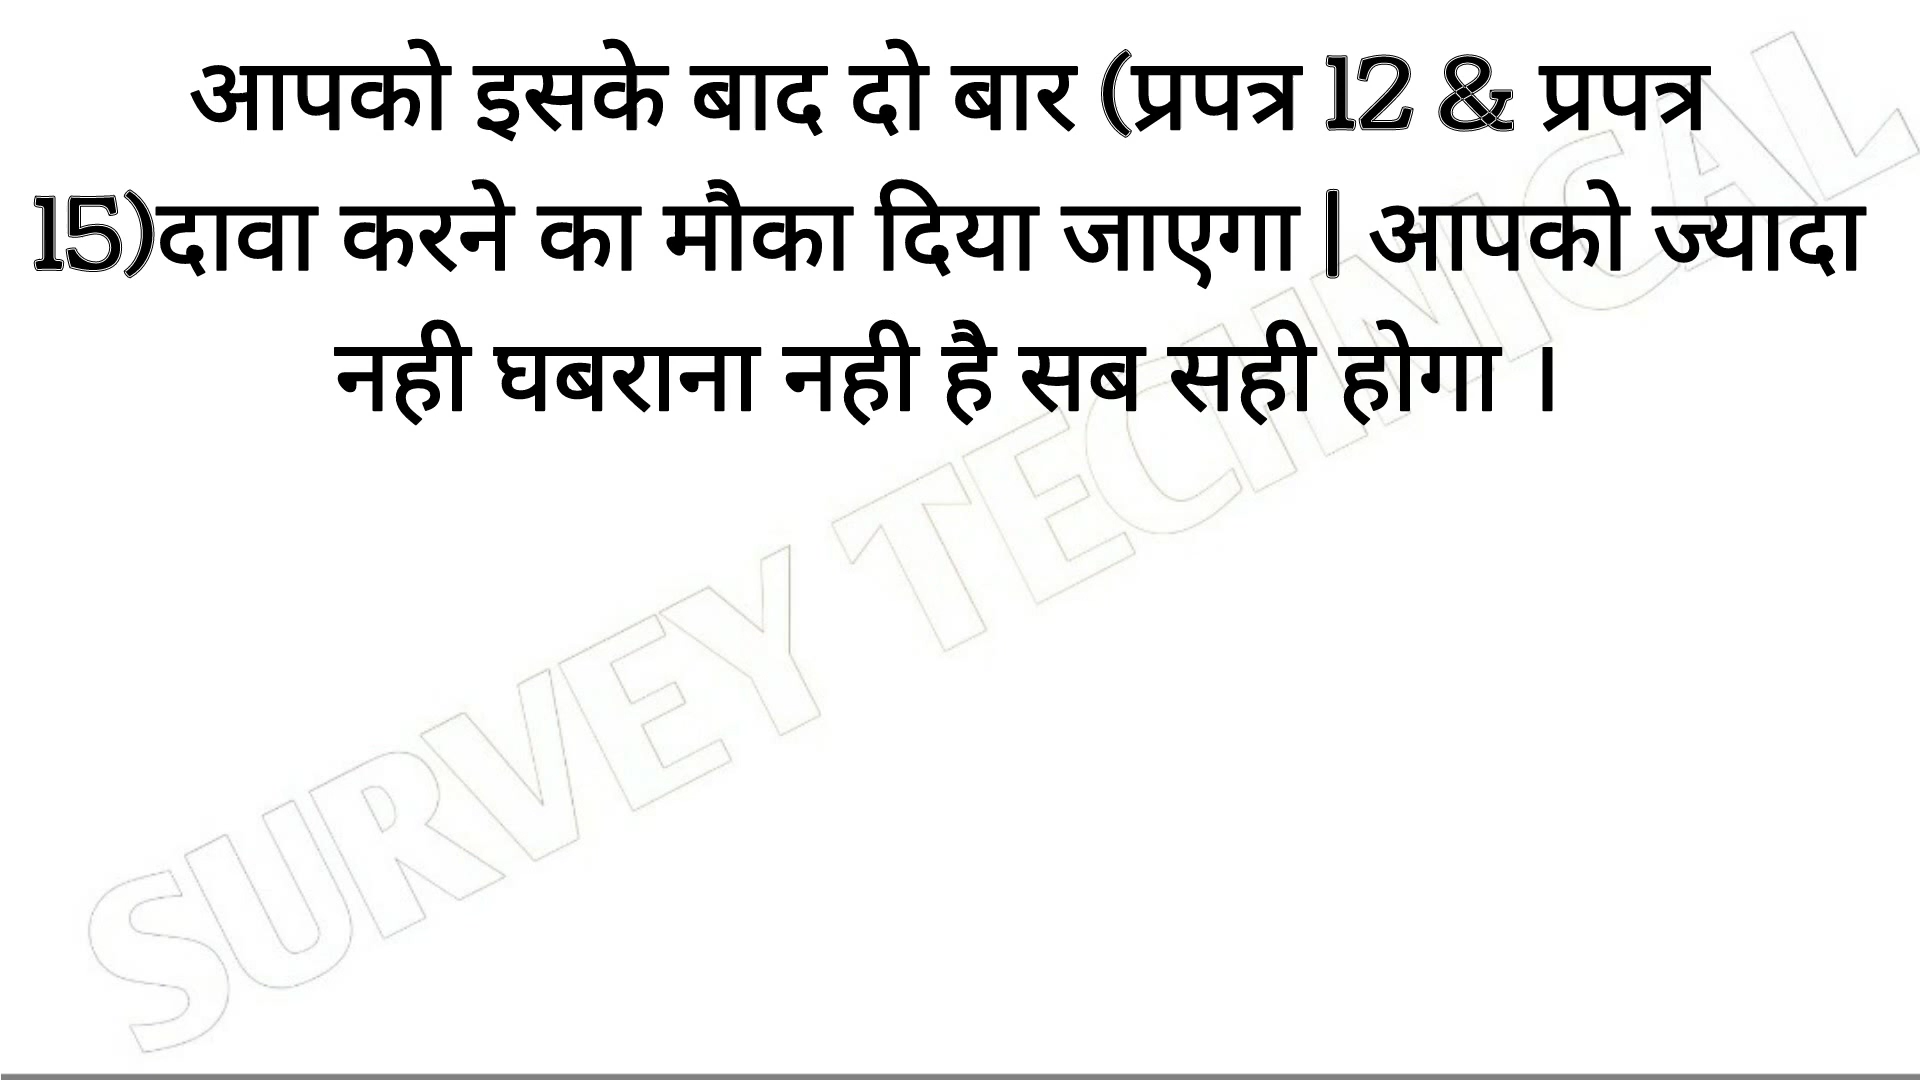 आपको इसके बाद दो बार (प्रपत्र 12 & प्रपत्र
15)दावा करने का मौका दिया जाएगा | आपको ज्यादा
नही घबराना नही है सब सही होगा ।
SURVEY TECHNICAL